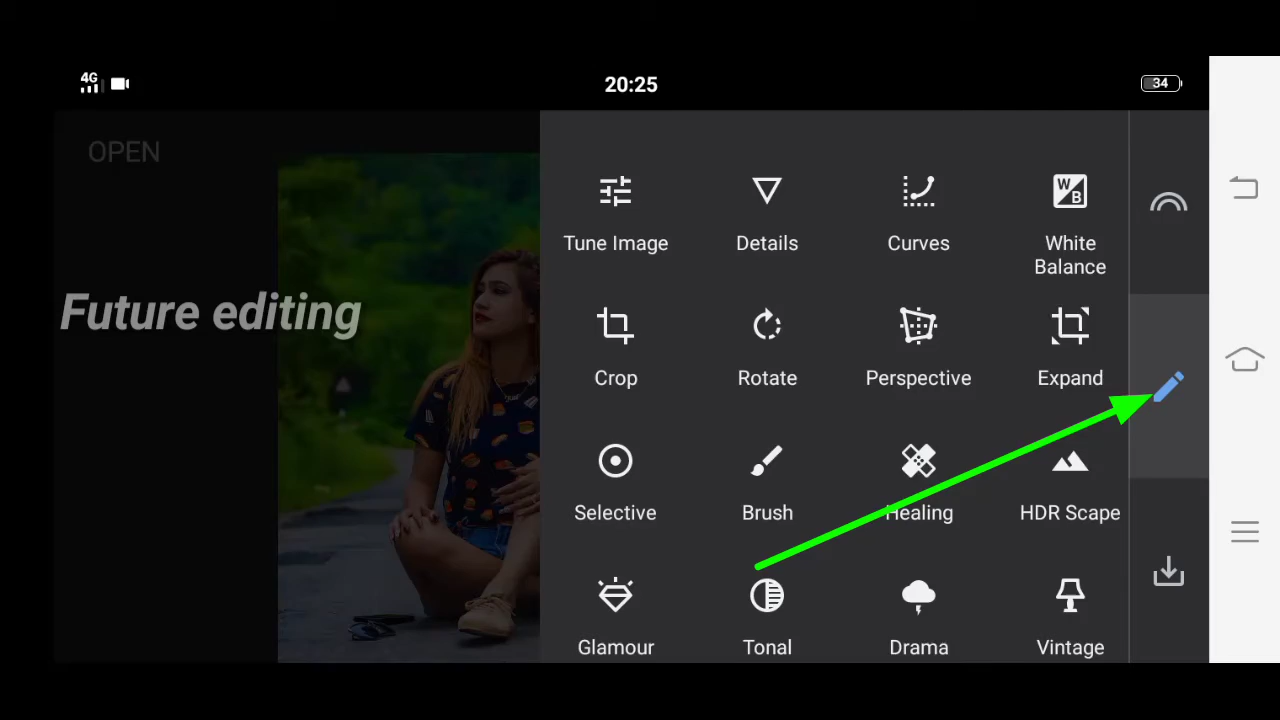 4G
20:25
34
OPEN
Future editing
Tune Image
Details
Curves
White
Balance
W
B
Crop
Rotate
Perspective
Expand
Selective
Brush
Healing
HDR Scape
Glamour
Tonal
Drama
Vintage